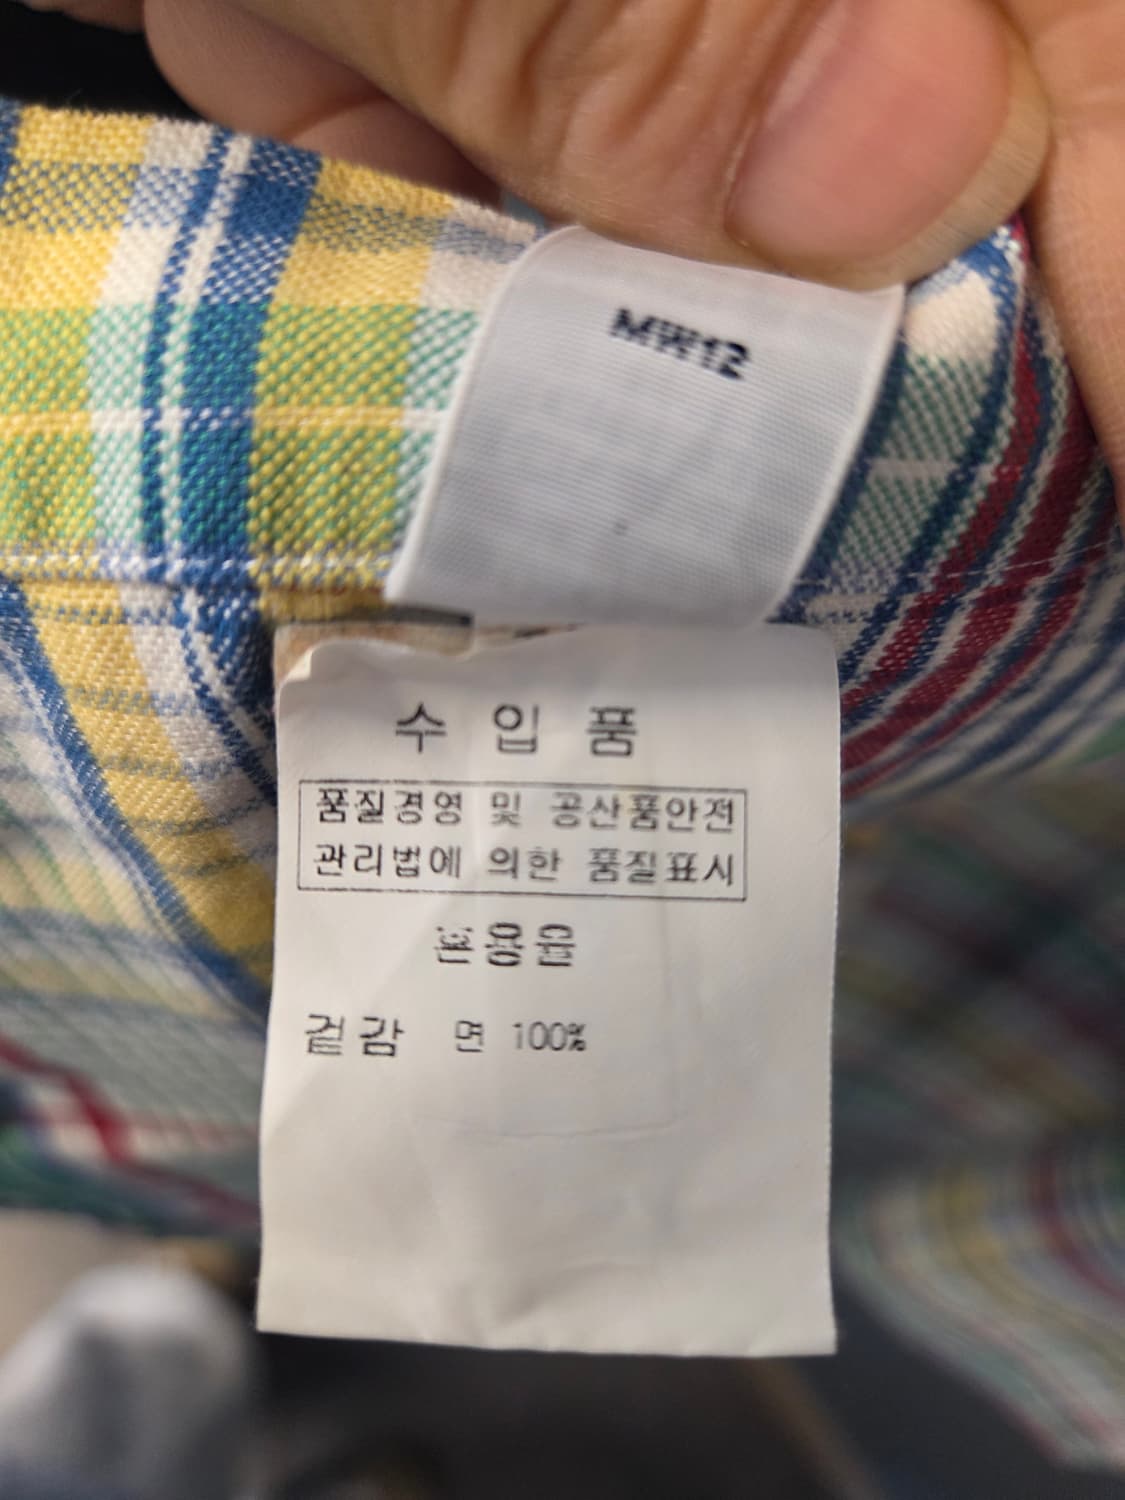 MW12
수 입 품
품질경영 및 공산품안전
관리법에 의한 품질표시
혼용율
겉감 면 100%